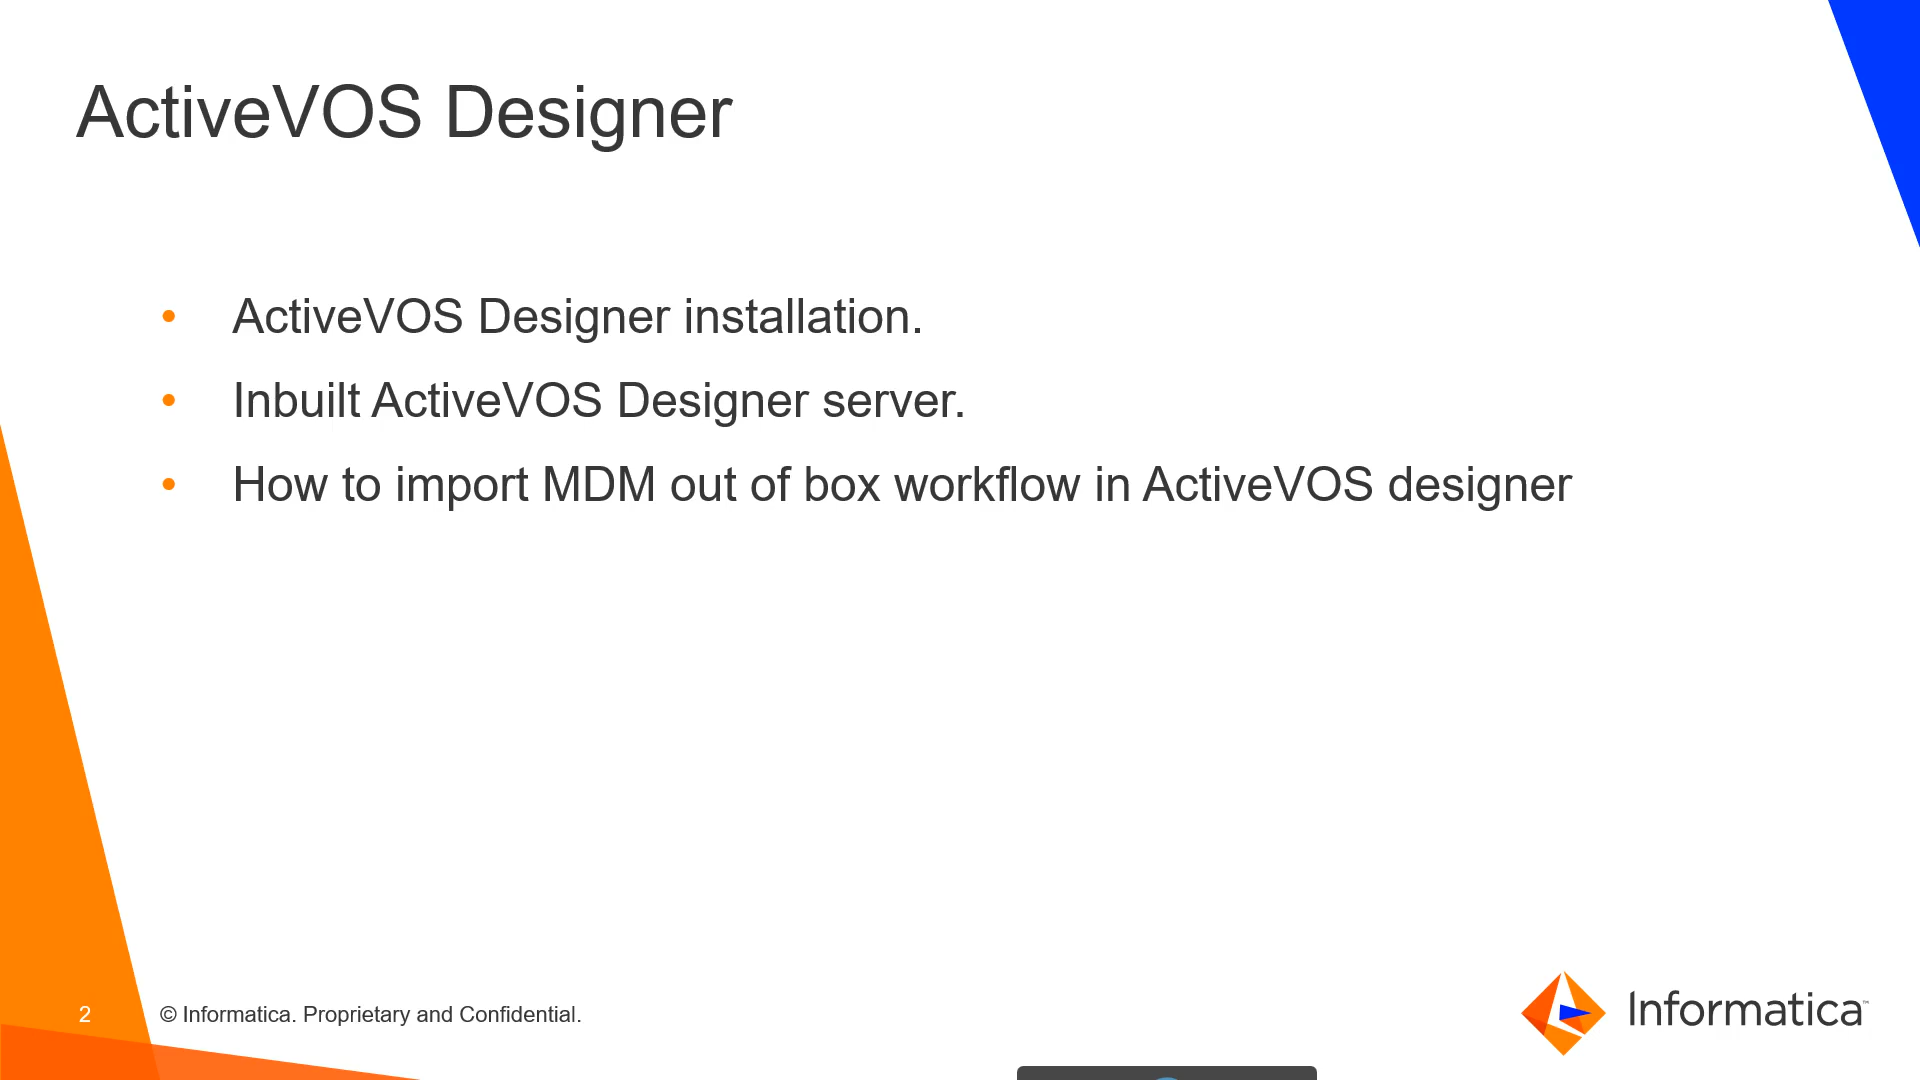 ActiveVOS Designer
• ActiveVOS Designer installation.
• Inbuilt ActiveVOS Designer server.
• How to import MDM out of box workflow in ActiveVOS designer
2 © Informatica. Proprietary and Confidential.
Informatica™